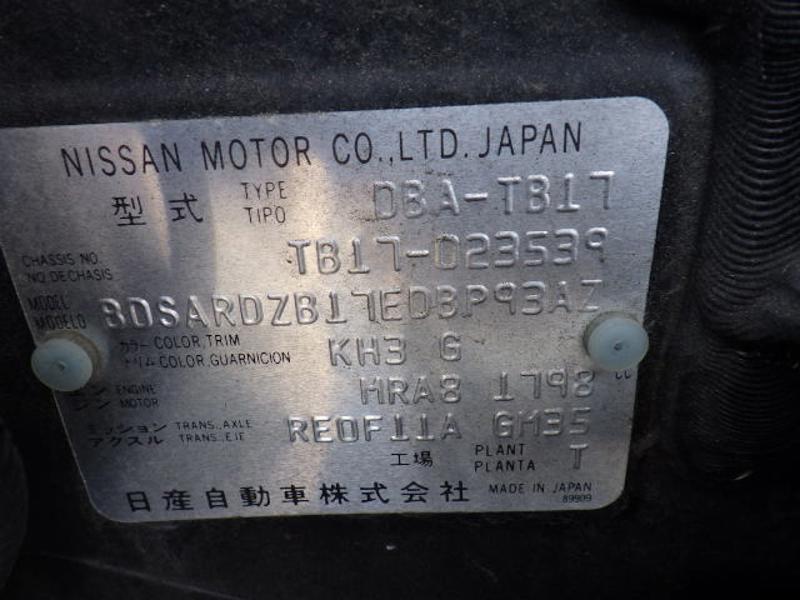 NISSAN MOTOR CO., LTD. JAPAN
型式 TYPE TIPO DBA-TB17
CHASSIS NO. NO. DE CHASIS TB17-023539
MODEL MODELO BDSARDZB17EDBP93AZ
カラー COLOR, TRIM
トリム COLOR, GUARNICION KH3 G
エンジン ENGINE MOTOR HRA8 1798 CC
ミッション TRANS., AXLE
アクスル TRANS., EJE RE0F11A GM35
工場 PLANT PLANTA T
日産自動車株式会社 MADE IN JAPAN
89909